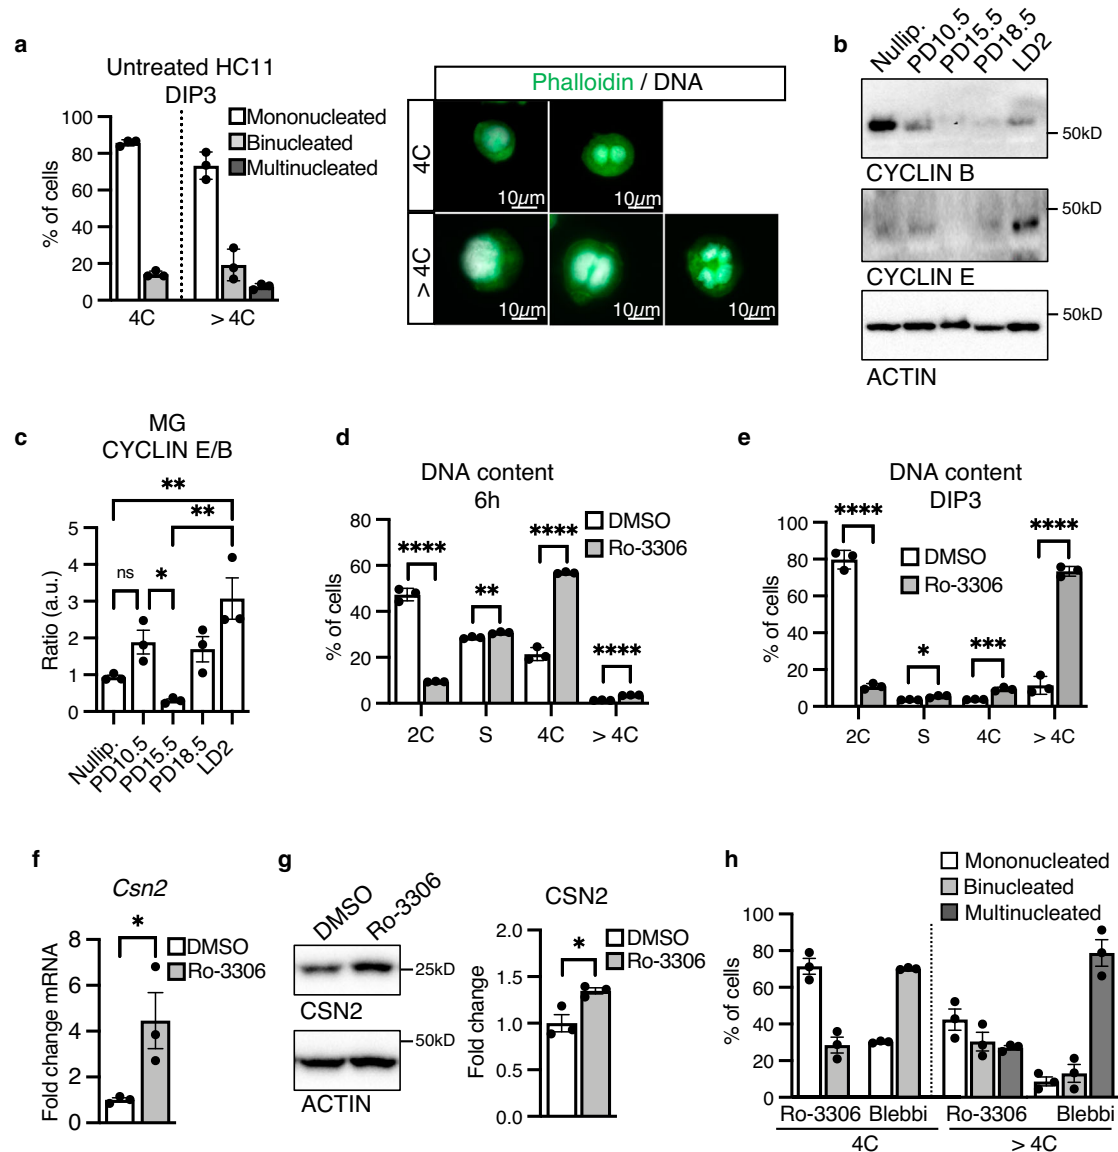 a
Untreated HC11
DIP3
Mononucleated
Binucleated
Multinucleated
% of cells
100
80
60
40
20
0
4C
> 4C
Phalloidin / DNA
4C
10µm
10µm
> 4C
10µm
10µm
10µm
b
Nullip.
PD10.5
PD15.5
PD18.5
LD2
50kD
CYCLIN B
50kD
CYCLIN E
50kD
ACTIN
c
MG
CYCLIN E/B
**
**
ns
*
Ratio (a.u.)
5
4
3
2
1
0
Nullip.
PD10.5
PD15.5
PD18.5
LD2
d
DNA content
6h
DMSO
Ro-3306
****
**
****
****
% of cells
80
60
40
20
0
2C
S
4C
> 4C
e
DNA content
DIP3
DMSO
Ro-3306
****
*
***
****
% of cells
100
80
60
40
20
0
2C
S
4C
> 4C
f
Csn2
*
DMSO
Ro-3306
Fold change mRNA
8
6
4
2
0
g
DMSO
Ro-3306
25kD
CSN2
50kD
ACTIN
CSN2
*
DMSO
Ro-3306
Fold change
2.0
1.5
1.0
0.5
0.0
h
Mononucleated
Binucleated
Multinucleated
% of cells
100
80
60
40
20
0
Ro-3306 Blebbi
Ro-3306 Blebbi
4C
> 4C